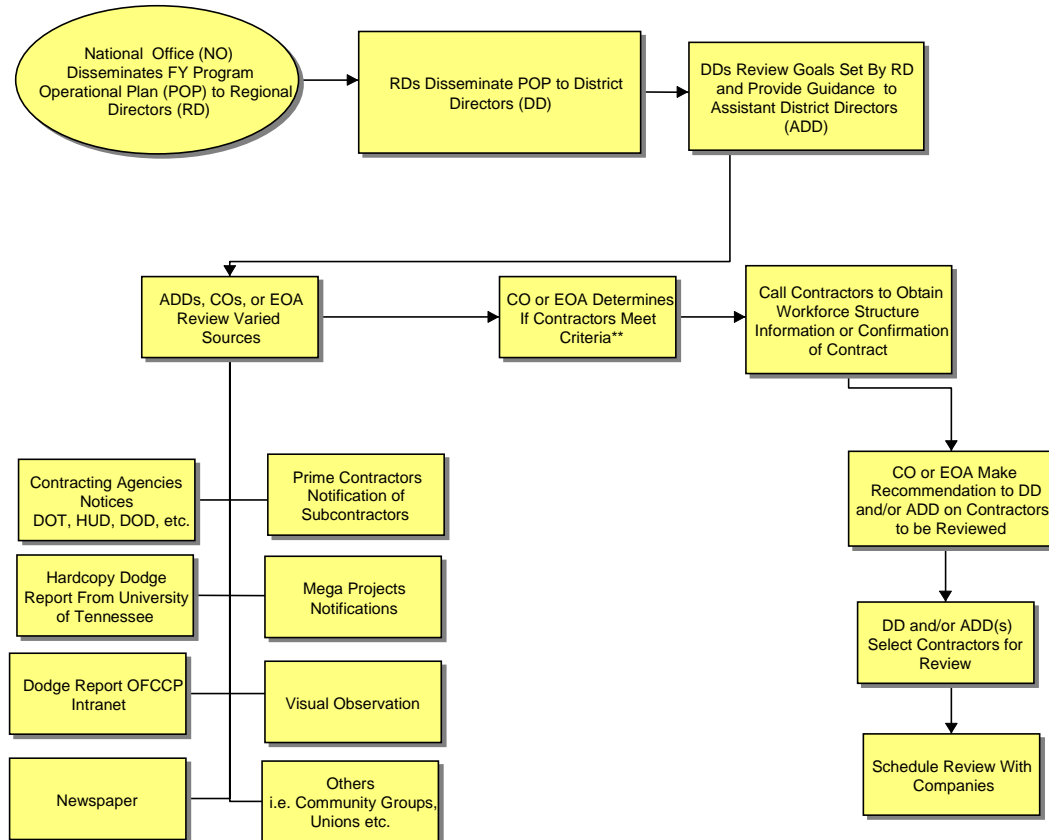 National Office (NO)
Disseminates FY Program
Operational Plan (POP) to Regional
Directors (RD)
RDs Disseminate POP to District
Directors (DD)
DDs Review Goals Set By RD
and Provide Guidance to
Assistant District Directors
(ADD)
ADDs, COs, or EOA
Review Varied
Sources
CO or EOA Determines
If Contractors Meet
Criteria**
Call Contractors to Obtain
Workforce Structure
Information or Confirmation
of Contract
Contracting Agencies
Notices
DOT, HUD, DOD, etc.
Prime Contractors
Notification of
Subcontractors
CO or EOA Make
Recommendation to DD
and/or ADD on Contractors
to be Reviewed
Hardcopy Dodge
Report From University
of Tennessee
Mega Projects
Notifications
DD and/or ADD(s)
Select Contractors for
Review
Dodge Report OFCCP
Intranet
Visual Observation
Schedule Review With
Companies
Newspaper
Others
i.e. Community Groups,
Unions etc.